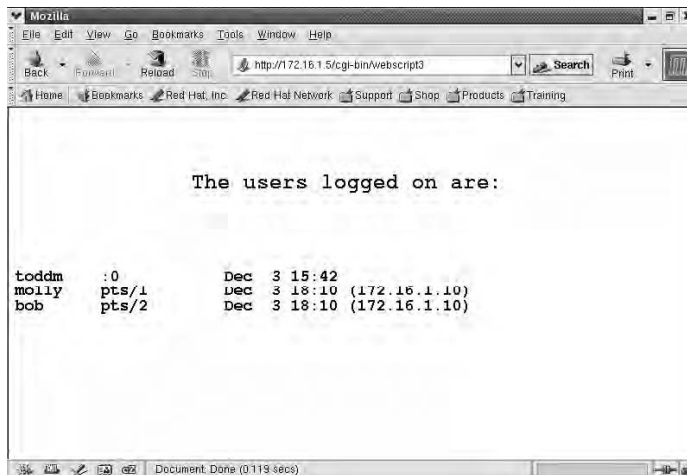 Mozilla
File Edit View Go Bookmarks Tools Window Help
Back Forward Reload Stop http://172.16.1.5/cgi-bin/webscript3 Search Print
Home Bookmarks Red Hat, Inc. Red Hat Network Support Shop Products Training
The users logged on are:
toddm :0 Dec 3 15:42
molly pts/1 Dec 3 18:10 (172.16.1.10)
bob pts/2 Dec 3 18:10 (172.16.1.10)
Document: Done (0.119 secs)